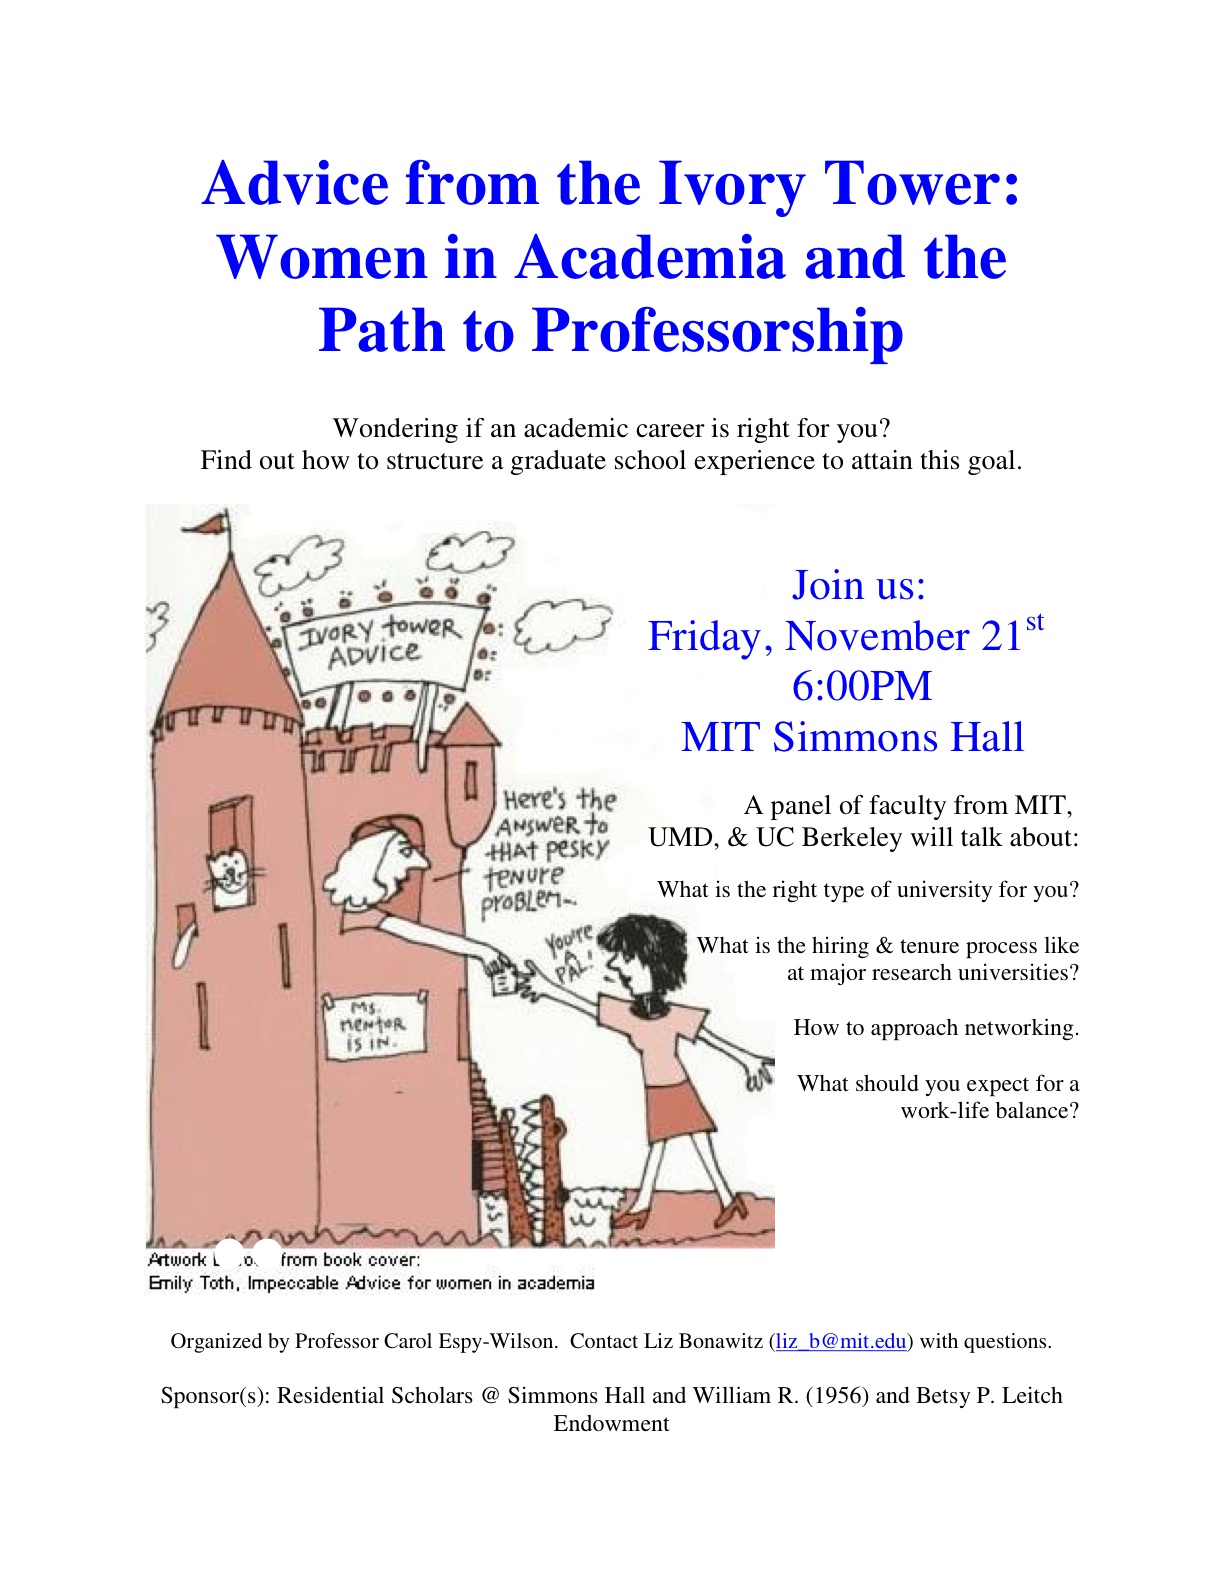 Advice from the Ivory Tower:
Women in Academia and the
Path to Professorship
Wondering if an academic career is right for you?
Find out how to structure a graduate school experience to attain this goal.
IVORY TOWER
ADVICE
Here's the
ANSWER TO
THAT PESKY
TENURE
PROBLEM...
YOU'RE
A
PAL!
Ms.
MENTOR
IS IN.
Join us:
Friday, November 21st
6:00PM
MIT Simmons Hall
A panel of faculty from MIT,
UMD, & UC Berkeley will talk about:
What is the right type of university for you?
What is the hiring & tenure process like
at major research universities?
How to approach networking.
What should you expect for a
work-life balance?
Artwork from book cover:
Emily Toth, Impeccable Advice for women in academia
Organized by Professor Carol Espy-Wilson. Contact Liz Bonawitz (liz_b@mit.edu) with questions.
Sponsor(s): Residential Scholars @ Simmons Hall and William R. (1956) and Betsy P. Leitch
Endowment